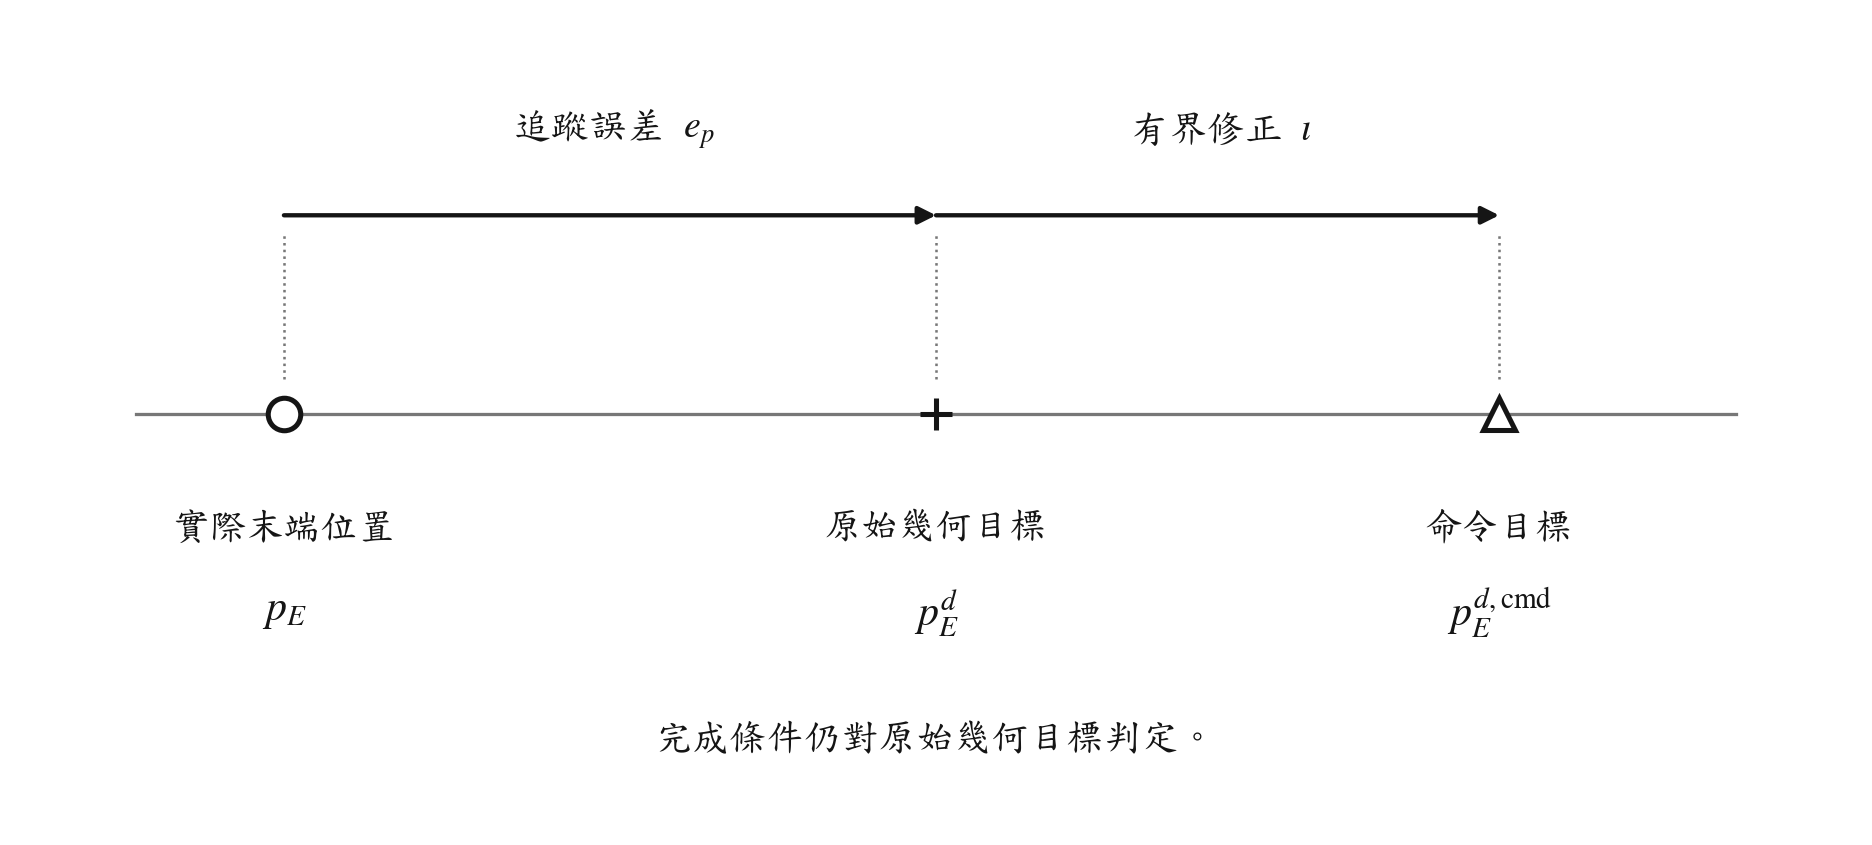 追蹤誤差 e_p
有界修正 ι
實際末端位置
原始幾何目標
命令目標
p_E
p_E^d
p_E^{d, cmd}
完成條件仍對原始幾何目標判定。